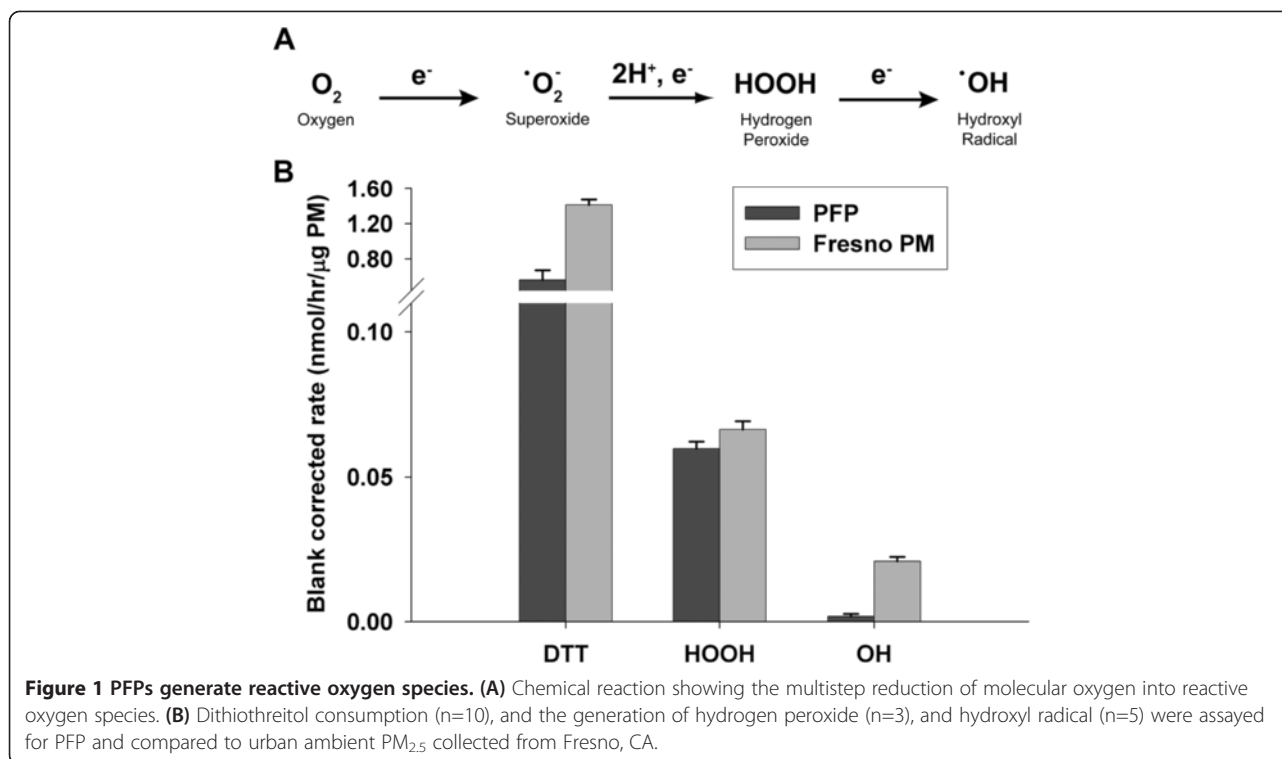 A
O2 e- •O2- 2H+, e- HOOH e- •OH
Oxygen Superoxide Hydrogen Peroxide Hydroxyl Radical
B
Blank corrected rate (nmol/hr/µg PM)
1.60
1.20
0.80
0.10
0.05
0.00
PFP
Fresno PM
DTT HOOH OH
Figure 1 PFPs generate reactive oxygen species. (A) Chemical reaction showing the multistep reduction of molecular oxygen into reactive
oxygen species. (B) Dithiothreitol consumption (n=10), and the generation of hydrogen peroxide (n=3), and hydroxyl radical (n=5) were assayed
for PFP and compared to urban ambient PM2.5 collected from Fresno, CA.